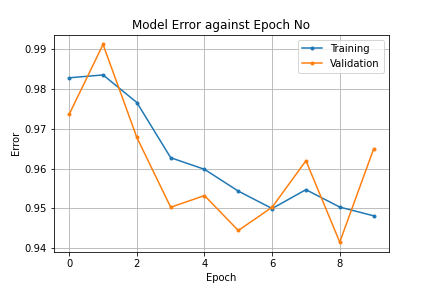 Model Error against Epoch No
Training
Validation
0.99
0.98
0.97
0.96
0.95
0.94
Error
0 2 4 6 8
Epoch